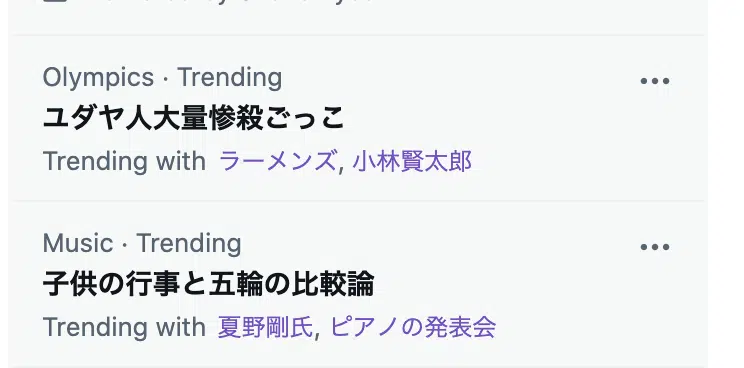 Olympics · Trending
ユダヤ人大量惨殺ごっこ
Trending with ラーメンズ, 小林賢太郎
Music · Trending
子供の行事と五輪の比較論
Trending with 夏野剛氏, ピアノの発表会